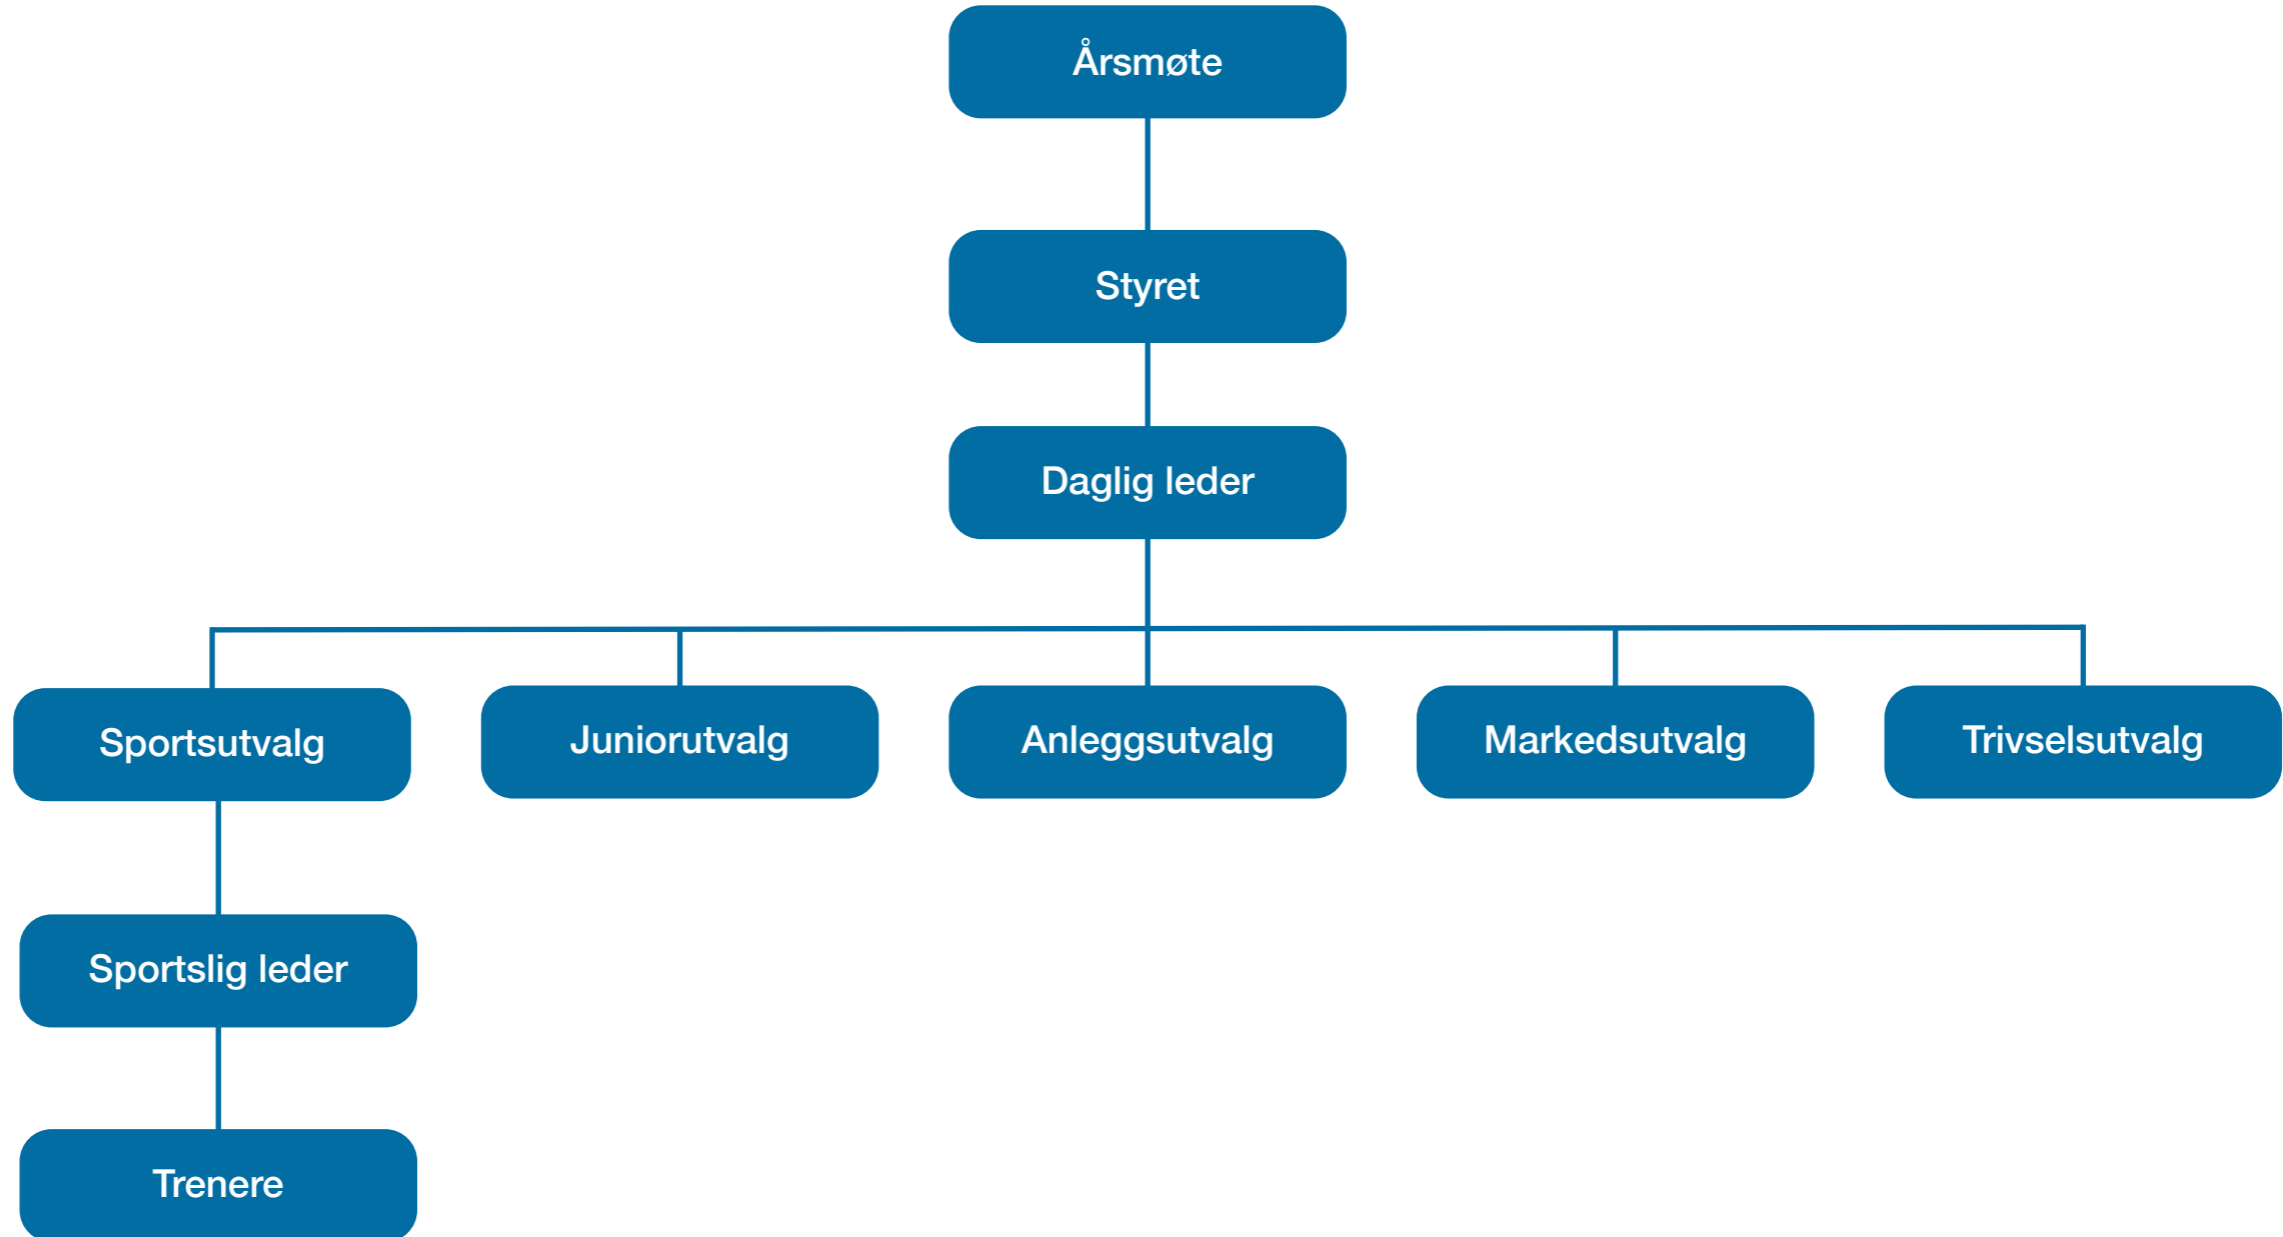 Årsmøte
Styret
Daglig leder
Sportsutvalg
Juniorutvalg
Anleggsutvalg
Markedsutvalg
Trivselsutvalg
Sportslig leder
Trenere